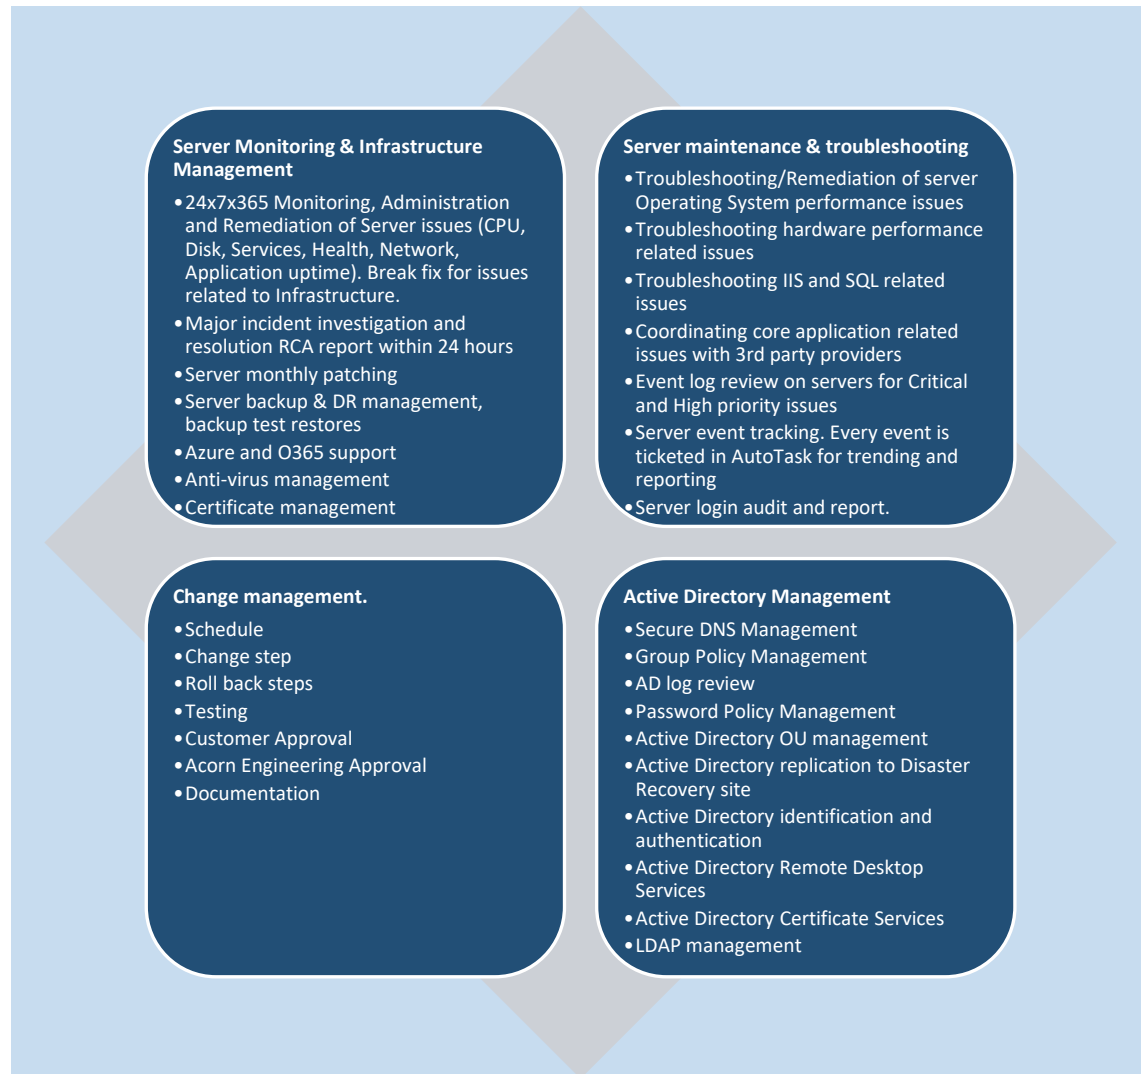 Server Monitoring & Infrastructure
Management
•24x7x365 Monitoring, Administration
and Remediation of Server issues (CPU,
Disk, Services, Health, Network,
Application uptime). Break fix for issues
related to Infrastructure.
•Major incident investigation and
resolution RCA report within 24 hours
•Server monthly patching
•Server backup & DR management,
backup test restores
•Azure and O365 support
•Anti-virus management
•Certificate management
Server maintenance & troubleshooting
•Troubleshooting/Remediation of server
Operating System performance issues
•Troubleshooting hardware performance
related issues
•Troubleshooting IIS and SQL related
issues
•Coordinating core application related
issues with 3rd party providers
•Event log review on servers for Critical
and High priority issues
•Server event tracking. Every event is
ticketed in AutoTask for trending and
reporting
•Server login audit and report.
Change management.
•Schedule
•Change step
•Roll back steps
•Testing
•Customer Approval
•Acorn Engineering Approval
•Documentation
Active Directory Management
•Secure DNS Management
•Group Policy Management
•AD log review
•Password Policy Management
•Active Directory OU management
•Active Directory replication to Disaster
Recovery site
•Active Directory identification and
authentication
•Active Directory Remote Desktop
Services
•Active Directory Certificate Services
•LDAP management